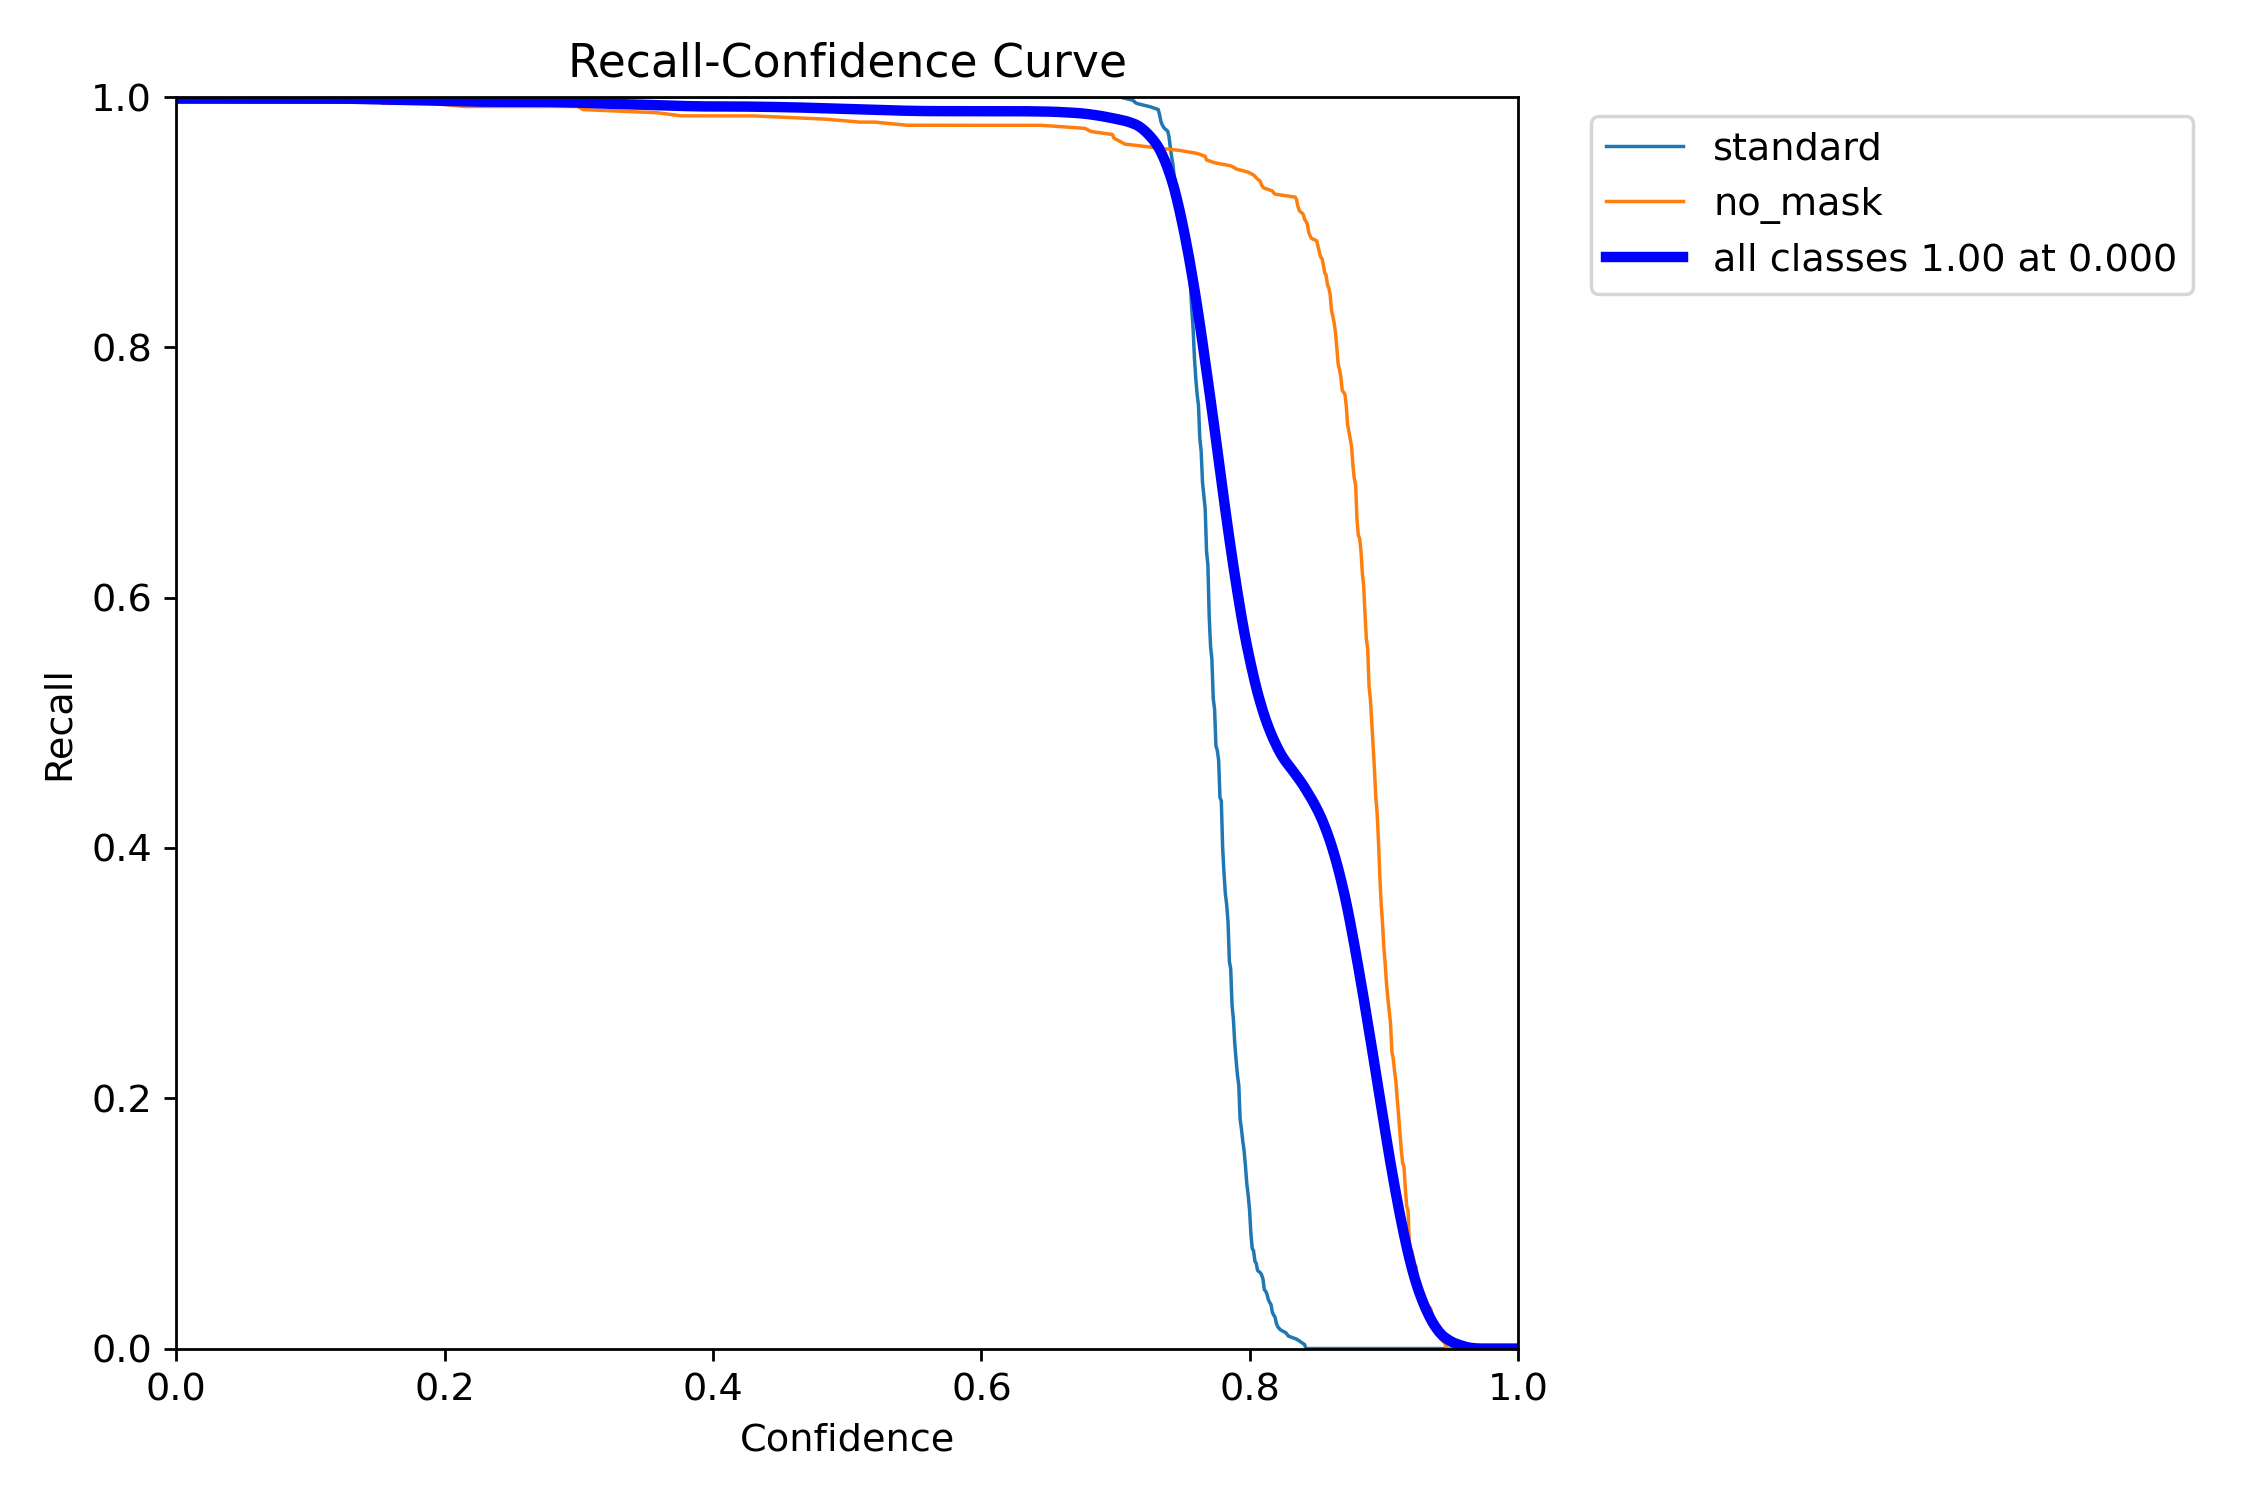 Recall-Confidence Curve
1.0
0.8
0.6
0.4
0.2
0.0
Recall
0.0 0.2 0.4 0.6 0.8 1.0
Confidence
standard
no_mask
all classes 1.00 at 0.000